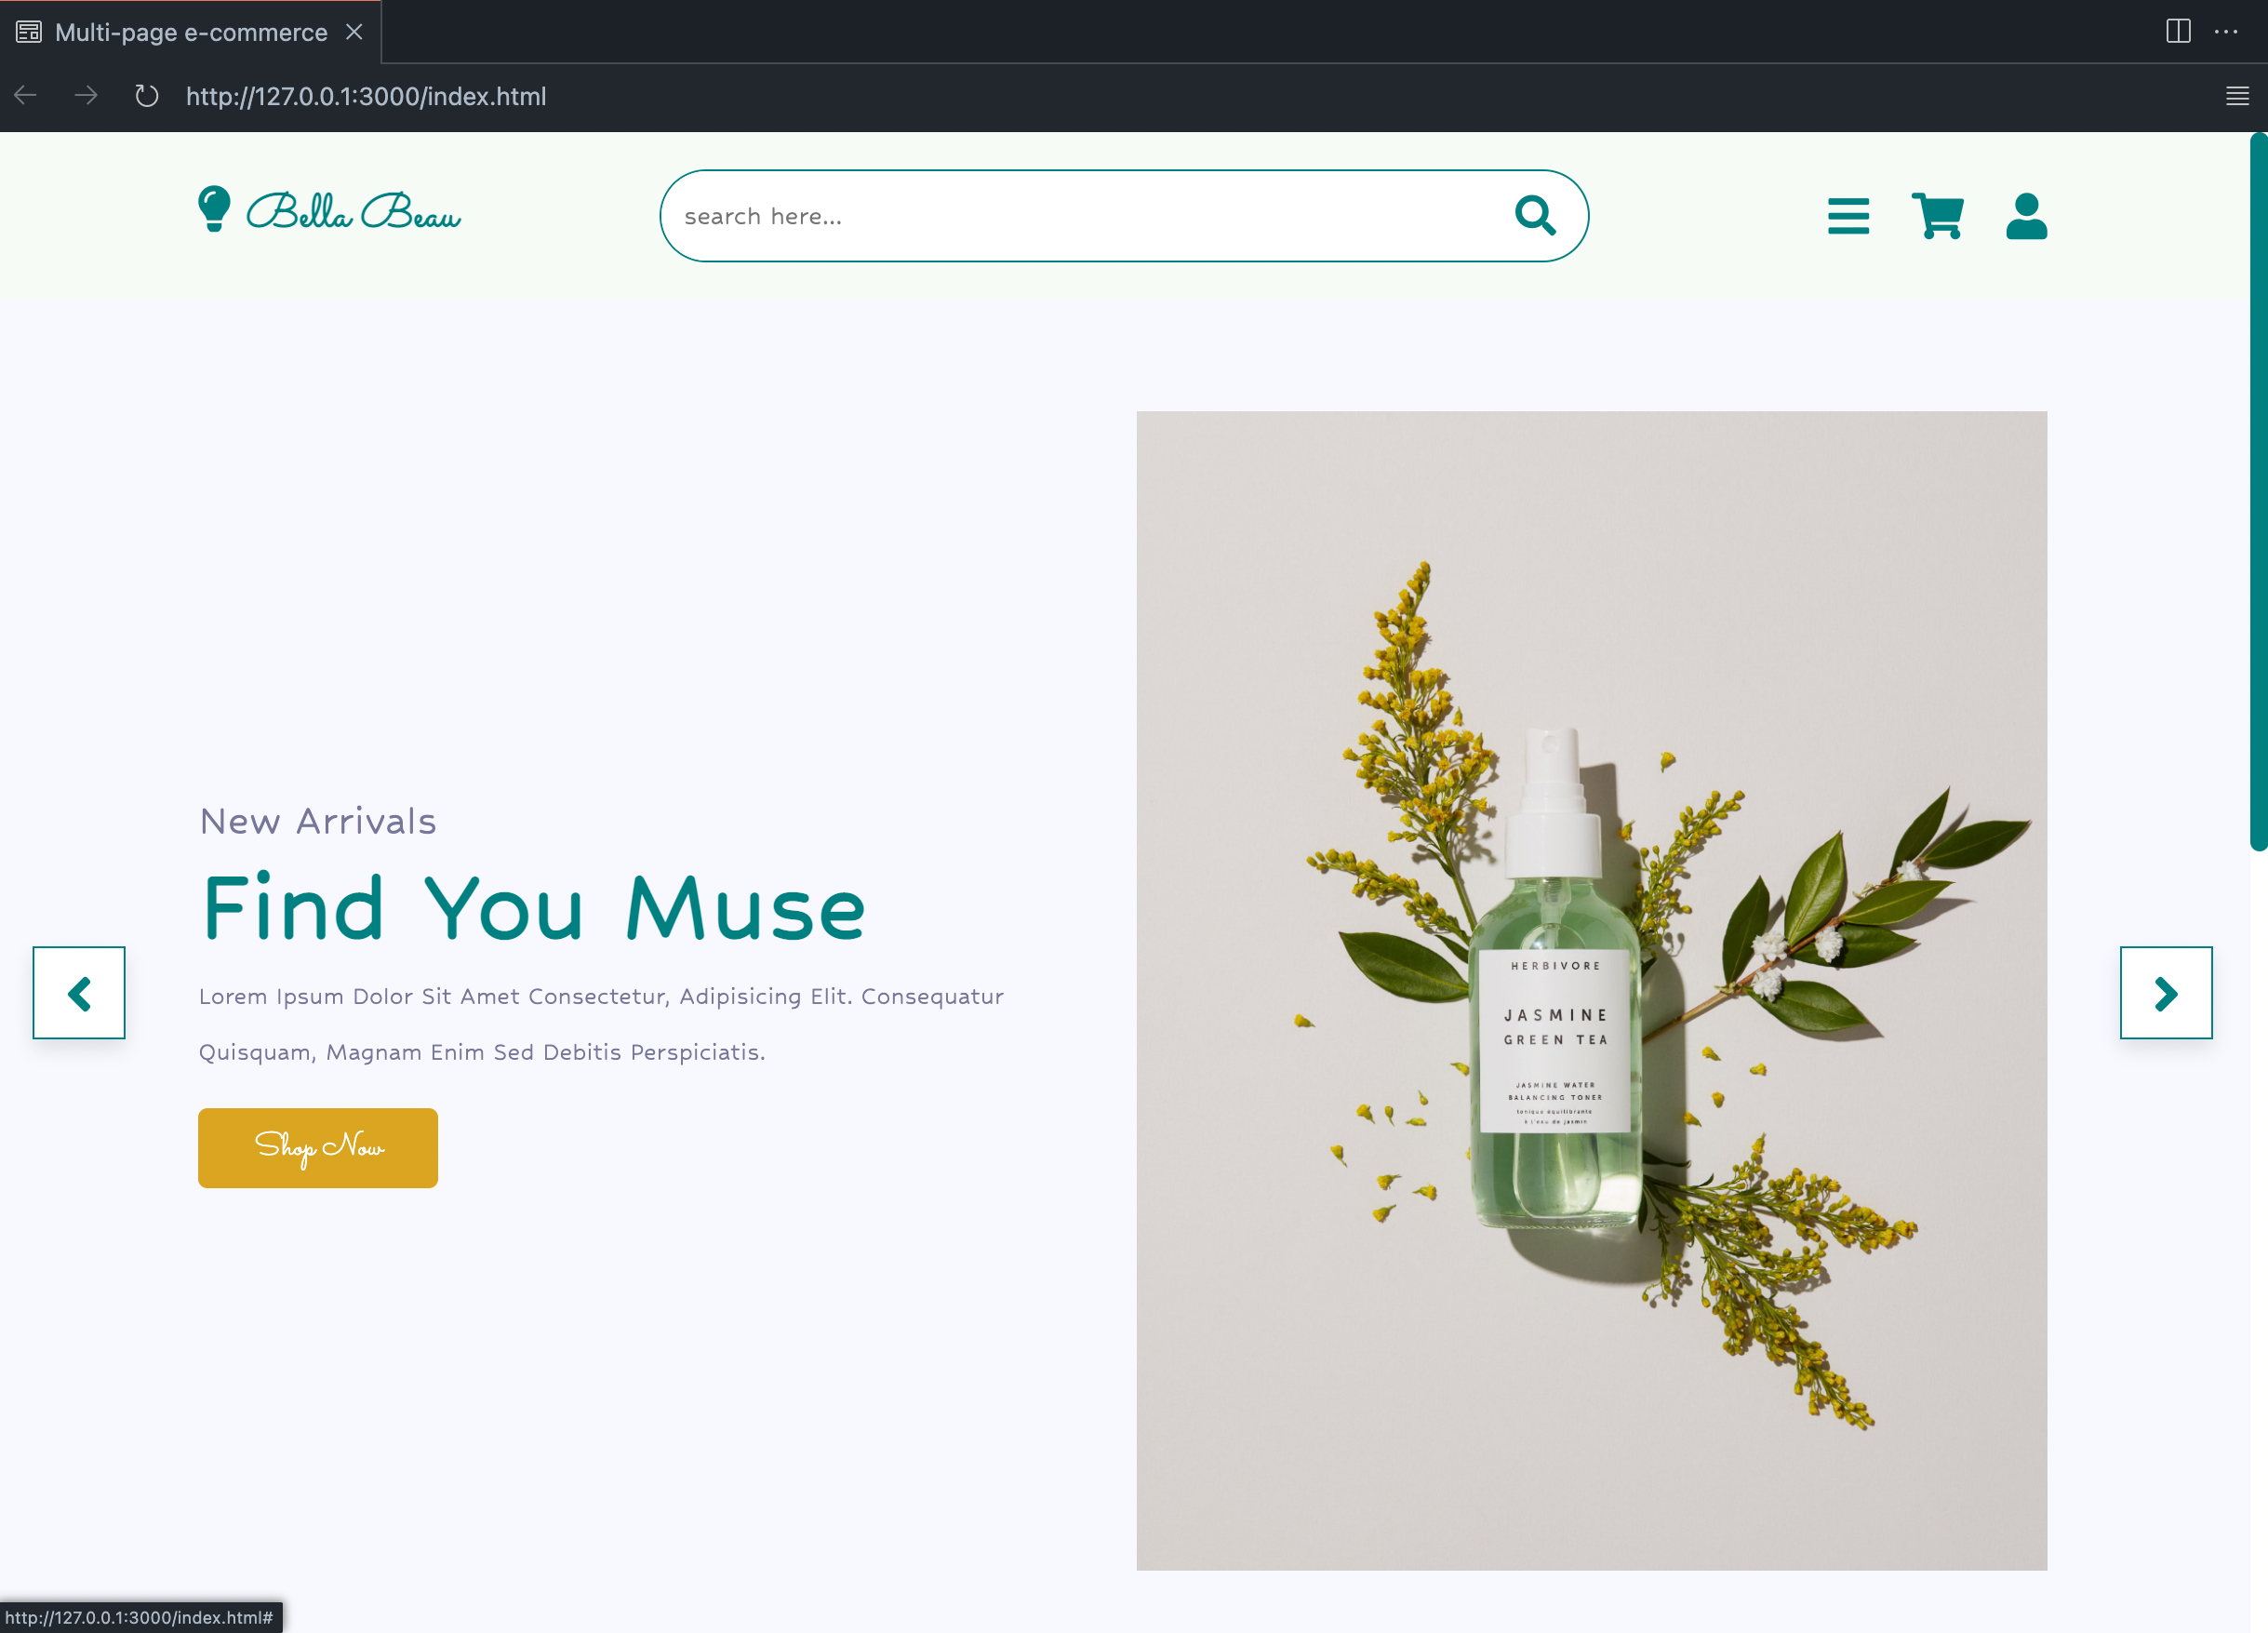 Multi-page e-commerce
http://127.0.0.1:3000/index.html
Bella Beau
search here...
New Arrivals
Find You Muse
Lorem Ipsum Dolor Sit Amet Consectetur, Adipisicing Elit. Consequatur
Quisquam, Magnam Enim Sed Debitis Perspiciatis.
Shop Now
HERBIVORE
JASMINE
GREEN TEA
JASMINE WATER
BALANCING TONER
tonique équilibrante
à l'eau de jasmin
http://127.0.0.1:3000/index.html#